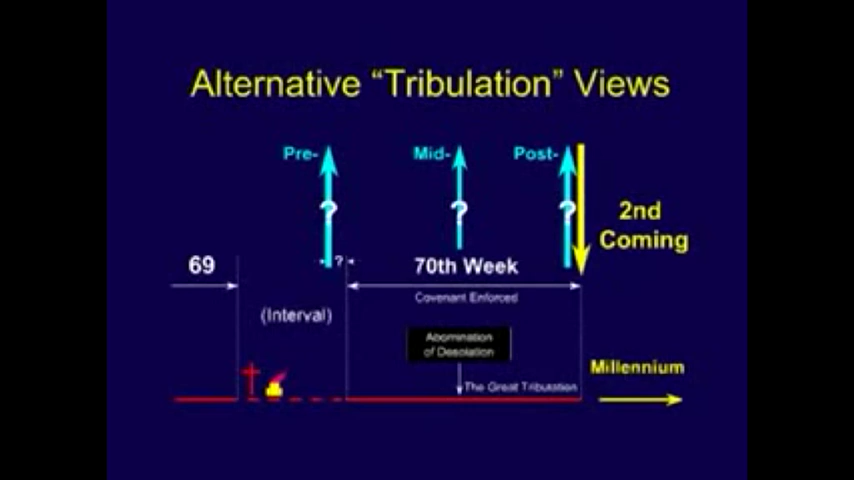 Alternative “Tribulation” Views
Pre-
Mid-
Post-
?
?
?
2nd
Coming
69
?
70th Week
Covenant Enforced
(Interval)
Abomination
of Desolation
Millennium
The Great Tribulation